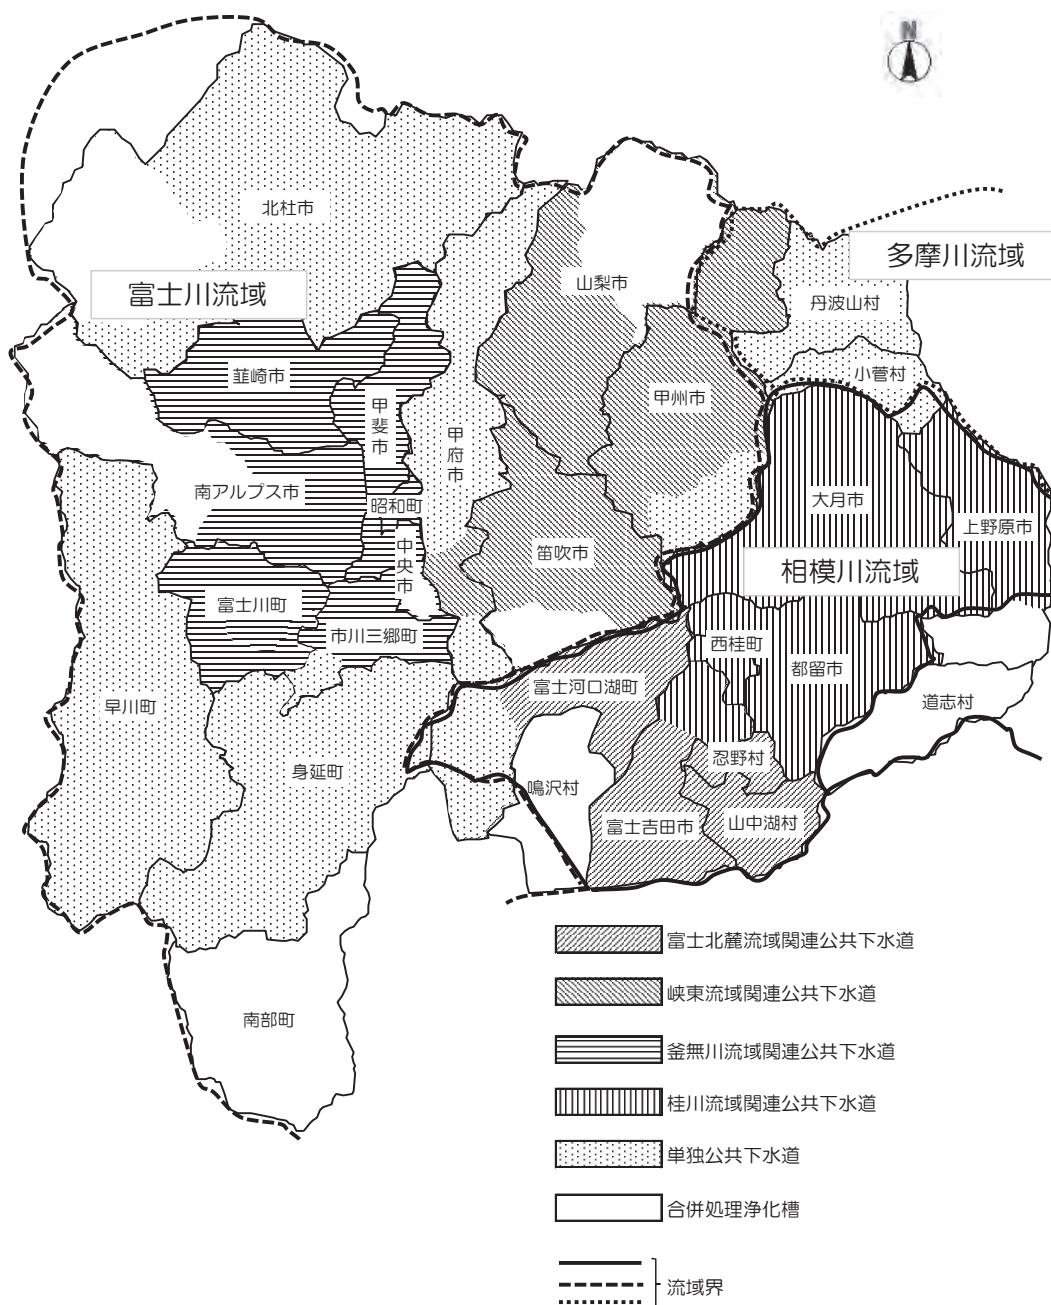 N
北杜市
多摩川流域
山梨市
富士川流域
丹波山村
韮崎市
小菅村
甲斐市
甲州市
甲府市
南アルプス市
大月市
昭和町
上野原市
中央市
笛吹市
相模川流域
富士川町
市川三郷町
西桂町
都留市
富士河口湖町
早川町
道志村
忍野村
身延町
鳴沢村
富士吉田市
山中湖村
富士北麓流域関連公共下水道
峡東流域関連公共下水道
南部町
釜無川流域関連公共下水道
桂川流域関連公共下水道
単独公共下水道
合併処理浄化槽
流域界